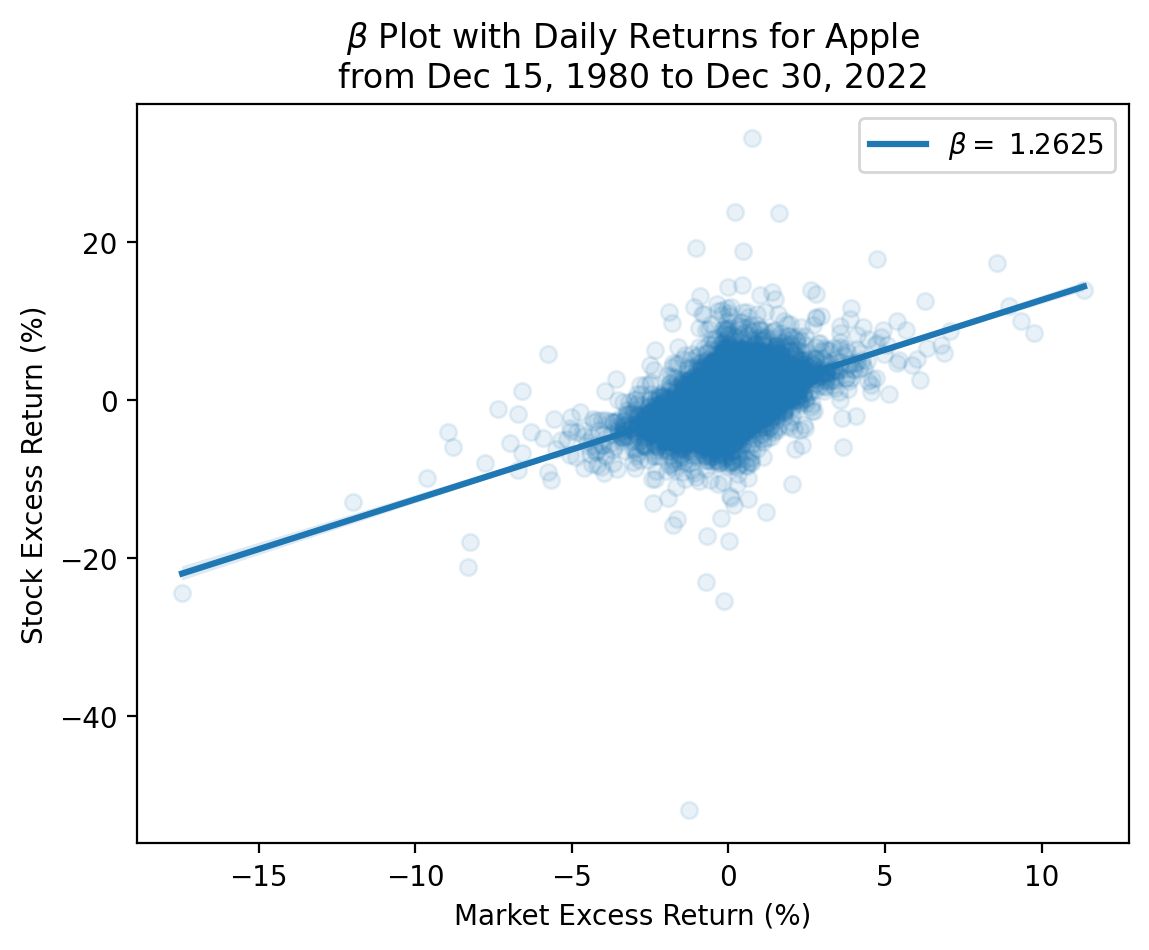 β Plot with Daily Returns for Apple
from Dec 15, 1980 to Dec 30, 2022
β = 1.2625
Stock Excess Return (%)
20
0
−20
−40
−15
−10
−5
0
5
10
Market Excess Return (%)